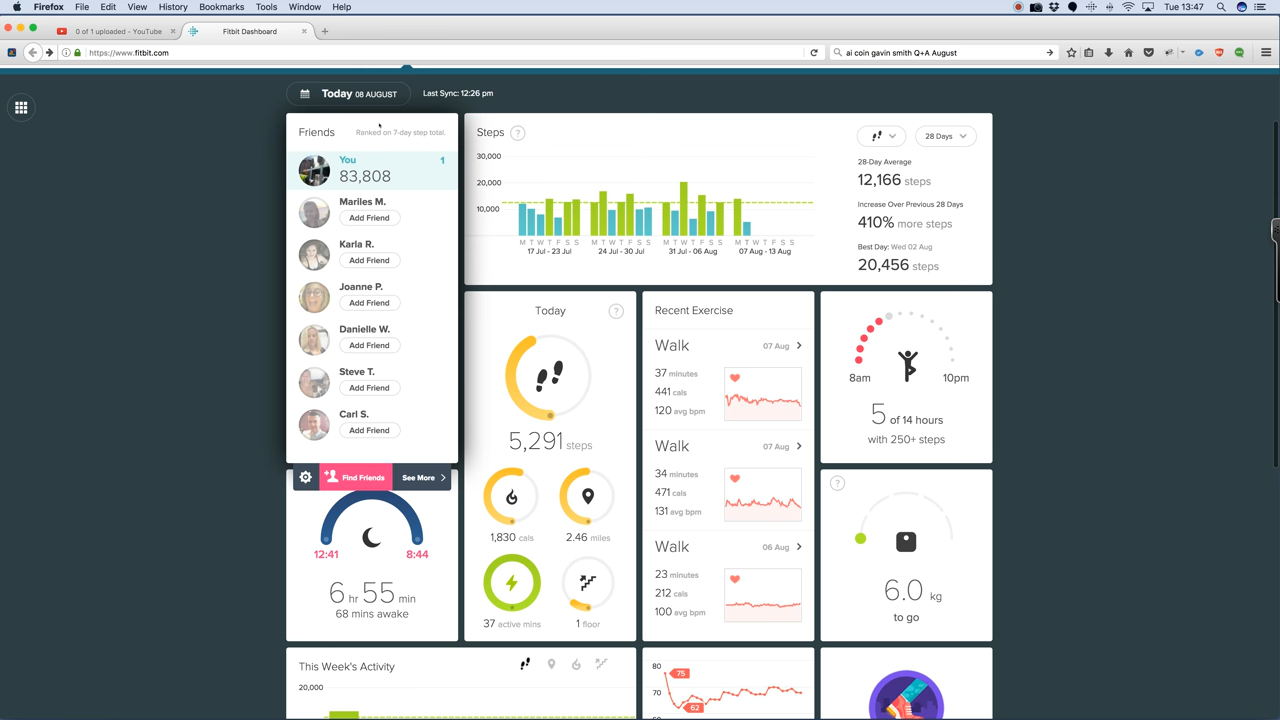 Firefox File Edit View History Bookmarks Tools Window Help
Tue 13:47
0 of 1 uploaded - YouTube
Fitbit Dashboard
https://www.fitbit.com
ai coin gavin smith Q+A August
Today 08 AUGUST
Last Sync: 12:26 pm
Friends
Ranked on 7-day step total.
You
1
83,808
Mariles M.
Add Friend
Karla R.
Add Friend
Joanne P.
Add Friend
Danielle W.
Add Friend
Steve T.
Add Friend
Carl S.
Add Friend
Find Friends
See More
12:41
8:44
6 hr 55 min
68 mins awake
Steps
?
28 Days
30,000
20,000
10,000
M T W T F S S
M T W T F S S
M T W T F S S
M T W T F S S
17 Jul - 23 Jul
24 Jul - 30 Jul
31 Jul - 06 Aug
07 Aug - 13 Aug
28-Day Average
12,166 steps
Increase Over Previous 28 Days
410% more steps
Best Day: Wed 02 Aug
20,456 steps
Today
?
5,291 steps
1,830 cals
2.46 miles
37 active mins
1 floor
Recent Exercise
Walk
07 Aug
37 minutes
441 cals
120 avg bpm
Walk
07 Aug
34 minutes
471 cals
131 avg bpm
Walk
06 Aug
23 minutes
212 cals
100 avg bpm
8am
10pm
5 of 14 hours
with 250+ steps
?
6.0 kg
to go
This Week's Activity
20,000
80
75
70
62